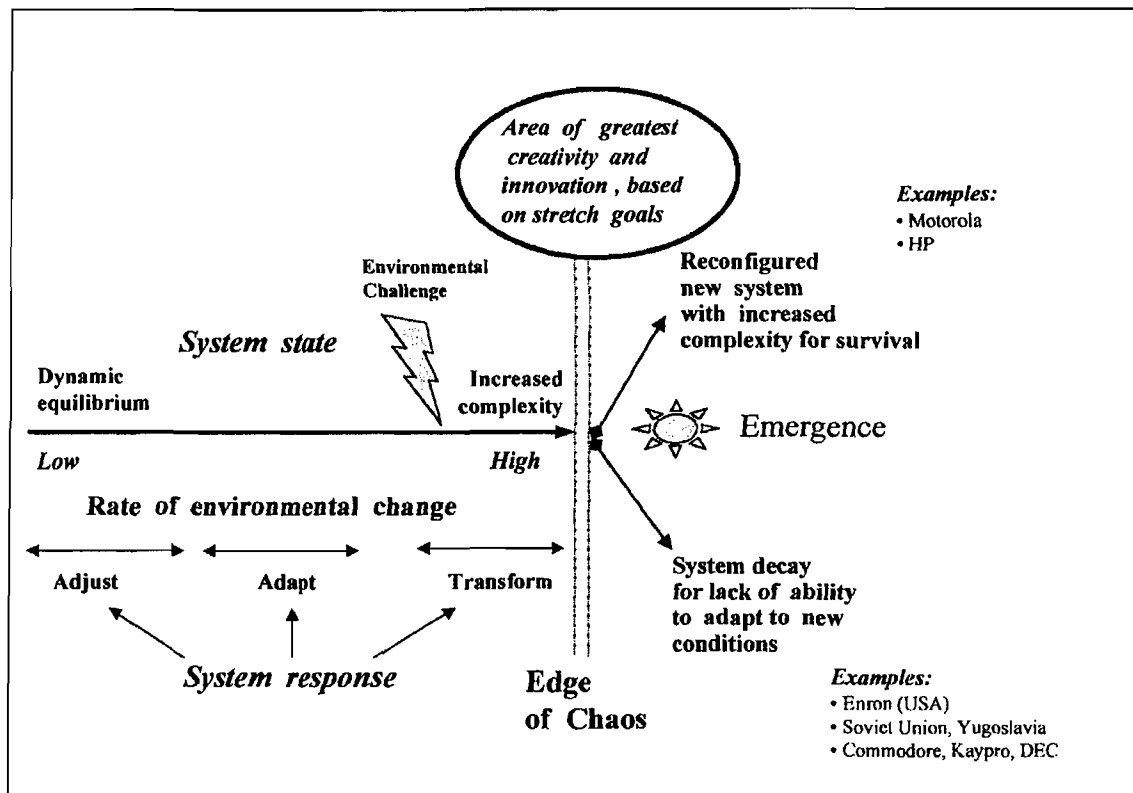 Area of greatest
creativity and
innovation , based
on stretch goals
Examples:
• Motorola
• HP
Environmental
Challenge
Reconfigured
new system
with increased
complexity for survival
System state
Dynamic
equilibrium
Increased
complexity
Emergence
Low
High
Rate of environmental change
Adjust
Adapt
Transform
System decay
for lack of ability
to adapt to new
conditions
System response
Edge
of Chaos
Examples:
• Enron (USA)
• Soviet Union, Yugoslavia
• Commodore, Kaypro, DEC